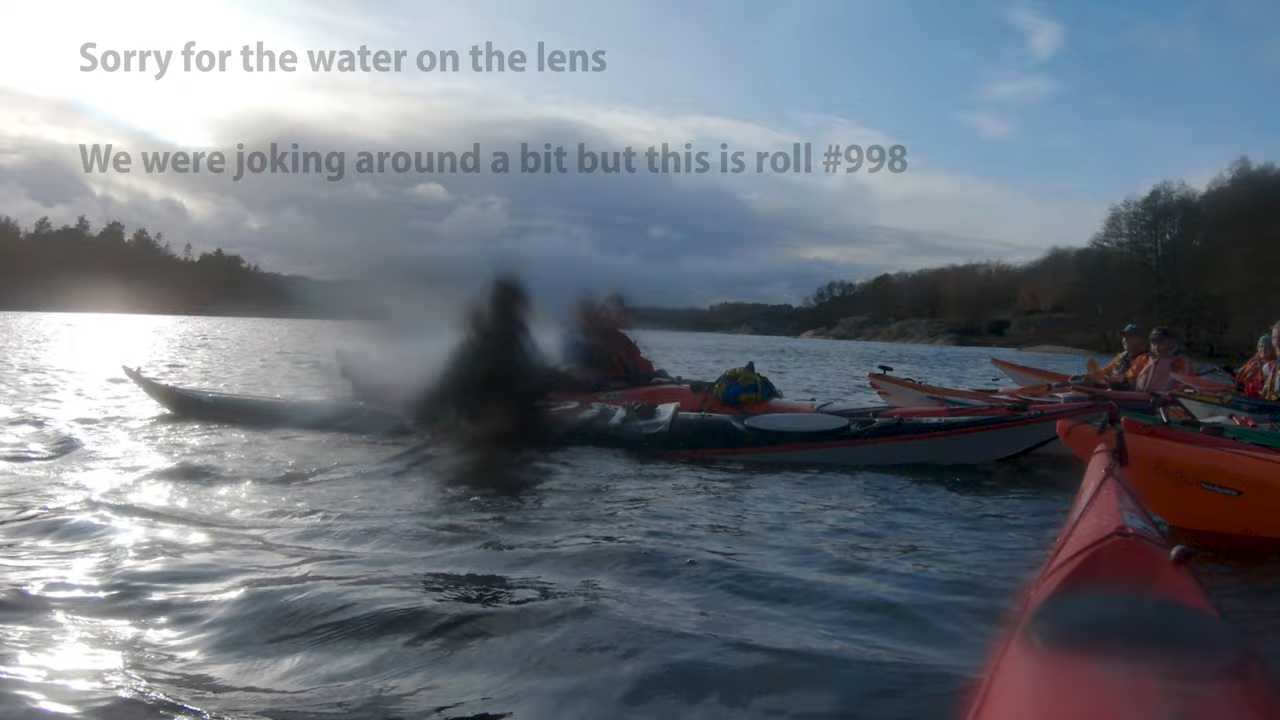 Sorry for the water on the lens
We were joking around a bit but this is roll #998